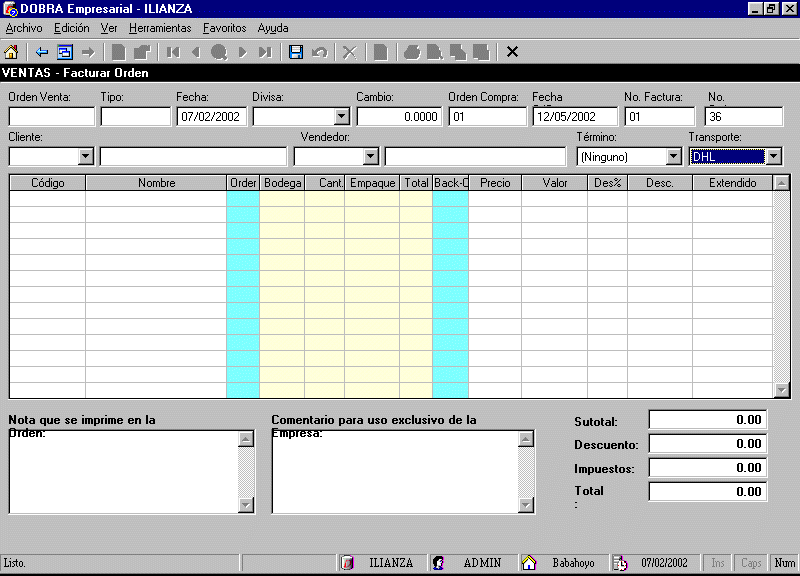 DOBRA Empresarial - ILIANZA
Archivo Edición Ver Herramientas Favoritos Ayuda
VENTAS - Facturar Orden
Orden Venta: Tipo: Fecha: Divisa: Cambio: Orden Compra: Fecha No. Factura: No.
07/02/2002 0.0000 01 12/05/2002 01 36
Cliente: Vendedor: Término: Transporte:
(Ninguno) DHL
Código Nombre Order Bodega Cant. Empaque Total Back-O Precio Valor Des% Desc. Extendido
Nota que se imprime en la
Orden:
Comentario para uso exclusivo de la
Empresa:
Sutotal: 0.00
Descuento: 0.00
Impuestos: 0.00
Total 0.00
:
Listo. ILIANZA ADMIN Babahoyo 07/02/2002 Ins Caps Num